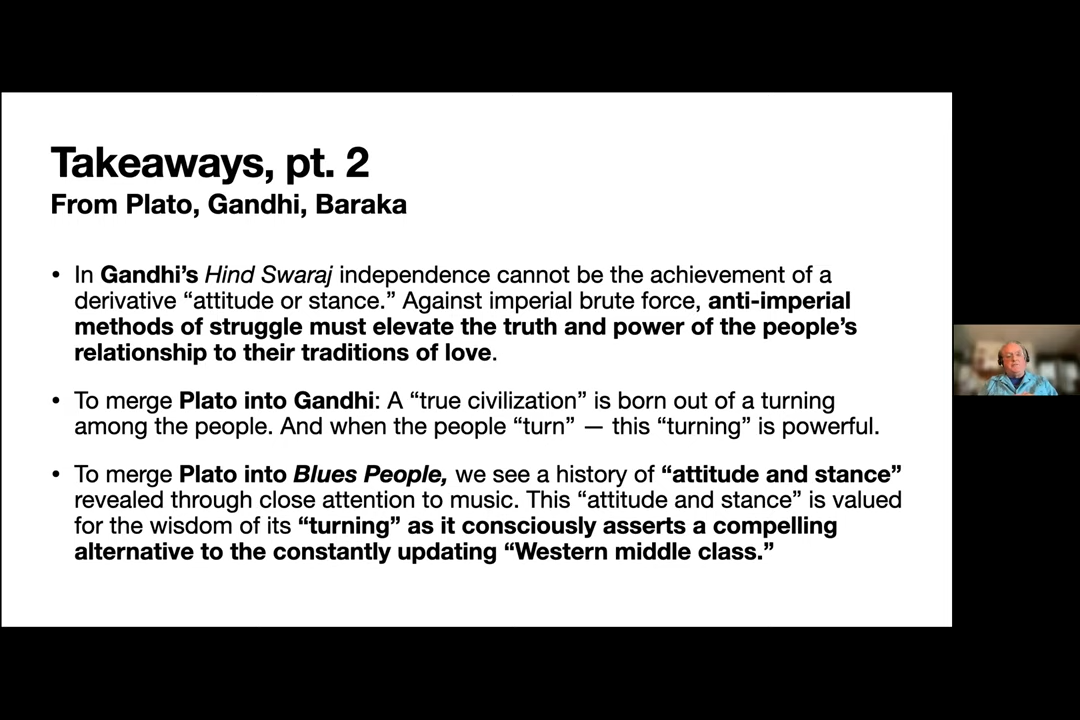 Takeaways, pt. 2
From Plato, Gandhi, Baraka
• In Gandhi’s Hind Swaraj independence cannot be the achievement of a
derivative “attitude or stance.” Against imperial brute force, anti-imperial
methods of struggle must elevate the truth and power of the people’s
relationship to their traditions of love.
• To merge Plato into Gandhi: A “true civilization” is born out of a turning
among the people. And when the people “turn” — this “turning” is powerful.
• To merge Plato into Blues People, we see a history of “attitude and stance”
revealed through close attention to music. This “attitude and stance” is valued
for the wisdom of its “turning” as it consciously asserts a compelling
alternative to the constantly updating “Western middle class.”